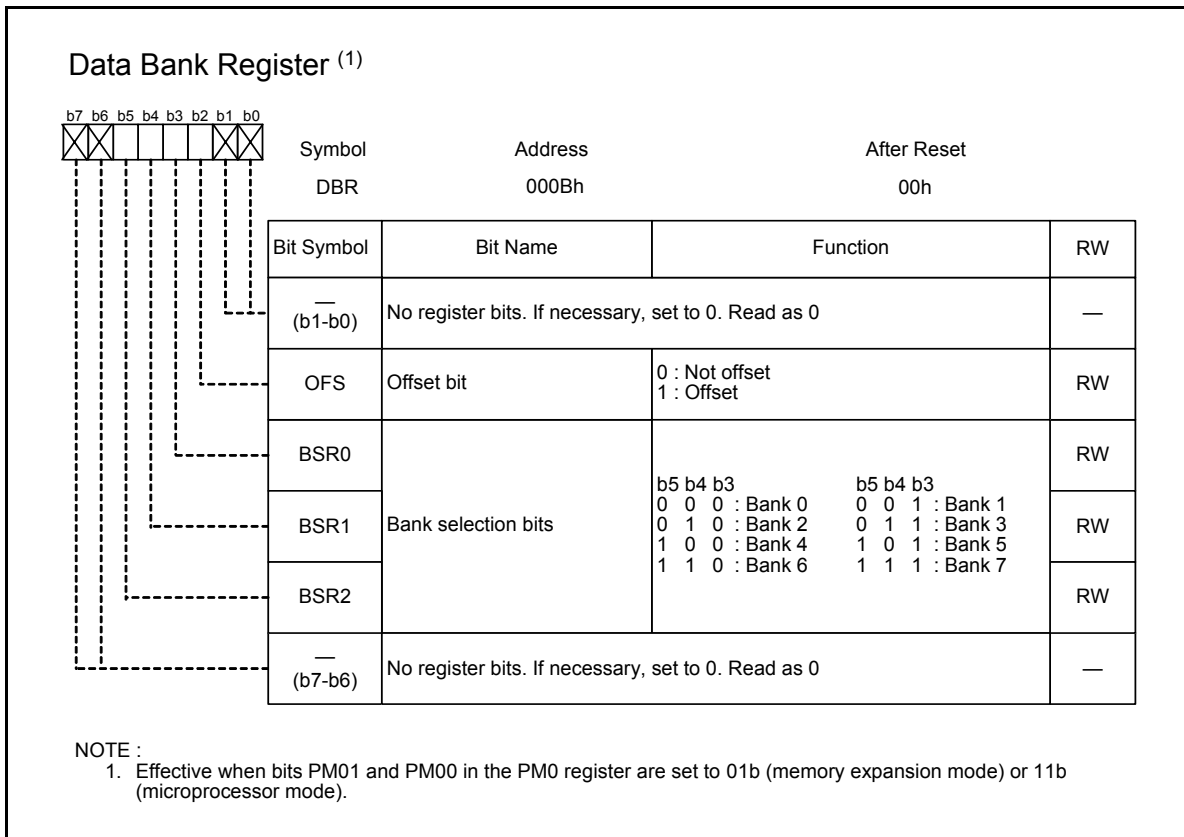 Data Bank Register (1)
b7 b6 b5 b4 b3 b2 b1 b0
Symbol Address After Reset
DBR 000Bh 00h
Bit Symbol Bit Name Function RW
—
(b1-b0)
No register bits. If necessary, set to 0. Read as 0
—
OFS
Offset bit
0 : Not offset
1 : Offset
RW
BSR0
RW
BSR1
Bank selection bits
b5 b4 b3 b5 b4 b3
0 0 0 : Bank 0 0 0 1 : Bank 1
0 1 0 : Bank 2 0 1 1 : Bank 3
1 0 0 : Bank 4 1 0 1 : Bank 5
1 1 0 : Bank 6 1 1 1 : Bank 7
RW
BSR2
RW
—
(b7-b6)
No register bits. If necessary, set to 0. Read as 0
—
NOTE :
1. Effective when bits PM01 and PM00 in the PM0 register are set to 01b (memory expansion mode) or 11b
(microprocessor mode).